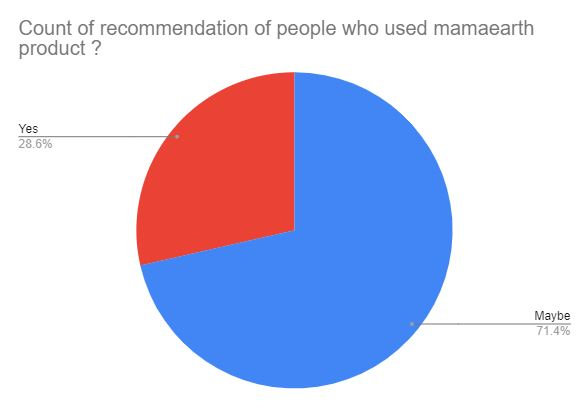 Count of recommendation of people who used mamaearth
product ?
Yes
28.6%
Maybe
71.4%